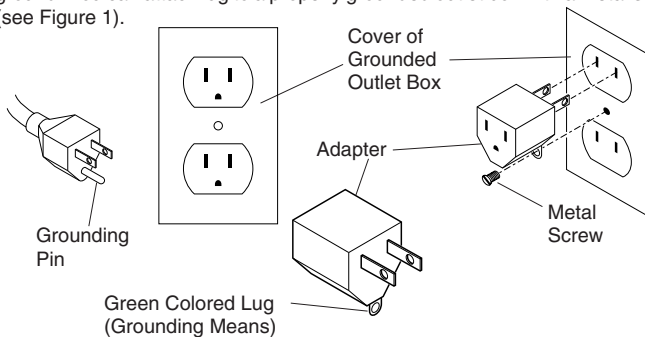 (see Figure 1).
Cover of
Grounded
Outlet Box
Adapter
Grounding
Pin
Metal
Screw
Green Colored Lug
(Grounding Means)